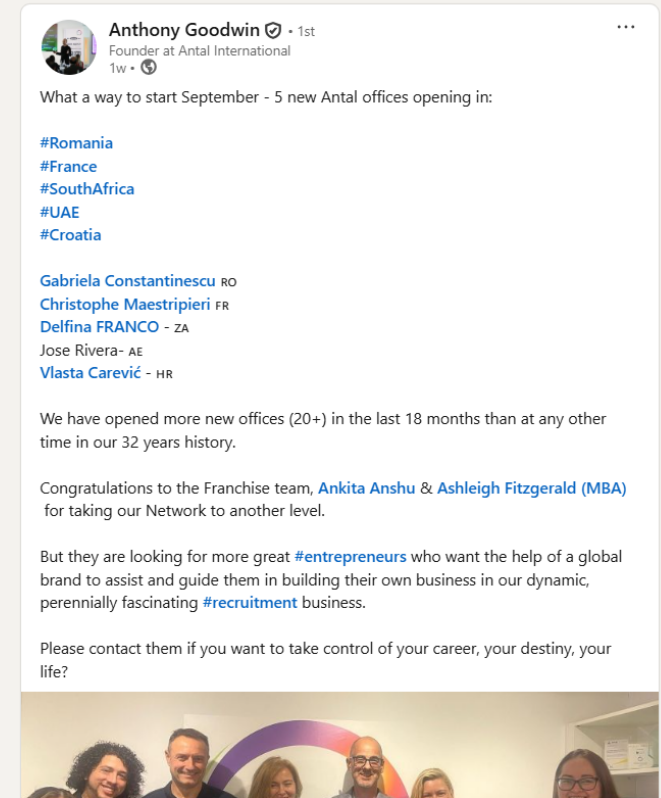 Anthony Goodwin • 1st
Founder at Antal International
1w •
What a way to start September - 5 new Antal offices opening in:
#Romania
#France
#SouthAfrica
#UAE
#Croatia
Gabriela Constantinescu RO
Christophe Maestripieri FR
Delfina FRANCO - ZA
Jose Rivera- AE
Vlasta Carević - HR
We have opened more new offices (20+) in the last 18 months than at any other
time in our 32 years history.
Congratulations to the Franchise team, Ankita Anshu & Ashleigh Fitzgerald (MBA)
for taking our Network to another level.
But they are looking for more great #entrepreneurs who want the help of a global
brand to assist and guide them in building their own business in our dynamic,
perennially fascinating #recruitment business.
Please contact them if you want to take control of your career, your destiny, your
life?